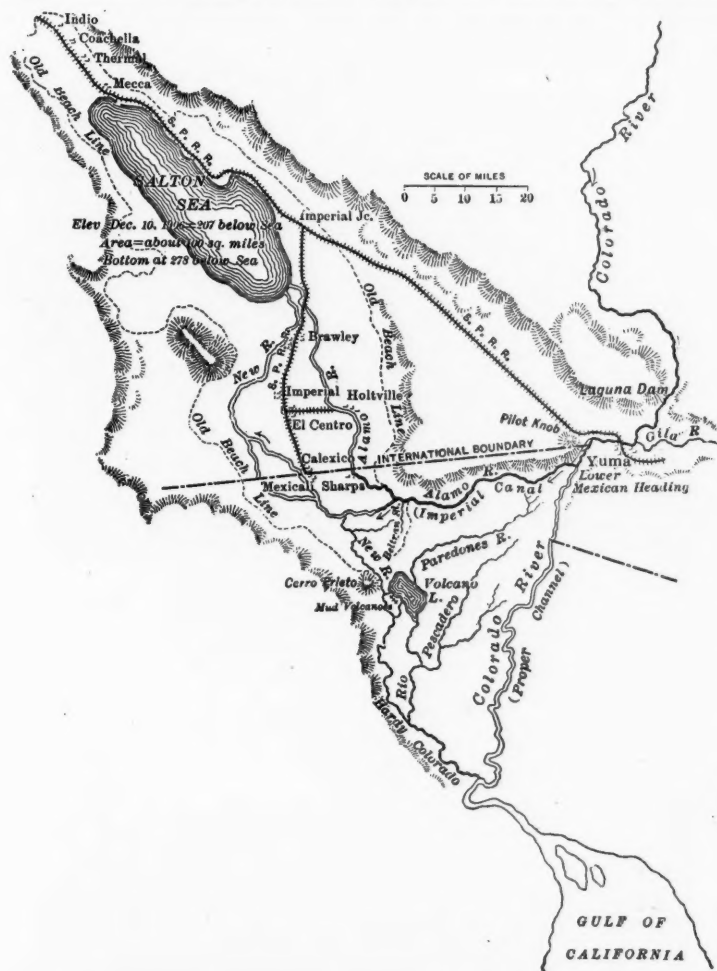 Indio
Coachella
Thermal
Mecca
Old Beach Line
S. P. R. R.
Colorado River
SCALE OF MILES
0 5 10 20
SALTON
SEA
Elev Dec. 10, below Sea
Area=about sq. miles
Bottom at 278 below Sea
Imperial Jc.
Old Beach Line
S. P. R. R.
Brawley
New R.
S. P. R. R.
Imperial
Holtville
El Centro
Alamo R.
Old Beach Line
Laguna Dam
Pilot Knob
Gila R
Yuma
INTERNATIONAL BOUNDARY
Calexico
Mexicali
Sharps
Alamo R.
(Imperial Canal
Lower
Mexican Heading
New R.
Paredones R.
Cerro Prieto
Mud Volcanoes
Volcano
L.
Pescadero
Colorado River
(Proper Channel)
Rio
Hardy Colorado
GULF OF
CALIFORNIA